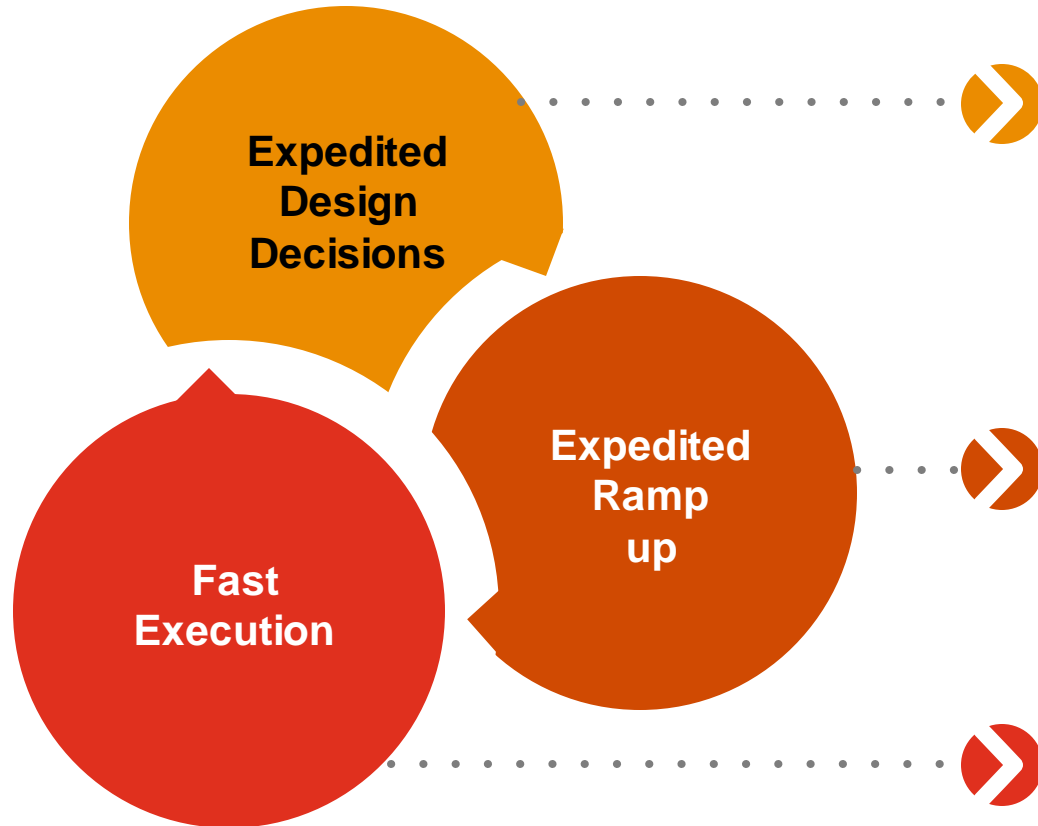 Expedited
Design
Decisions
Expedited
Ramp
up
Fast
Execution